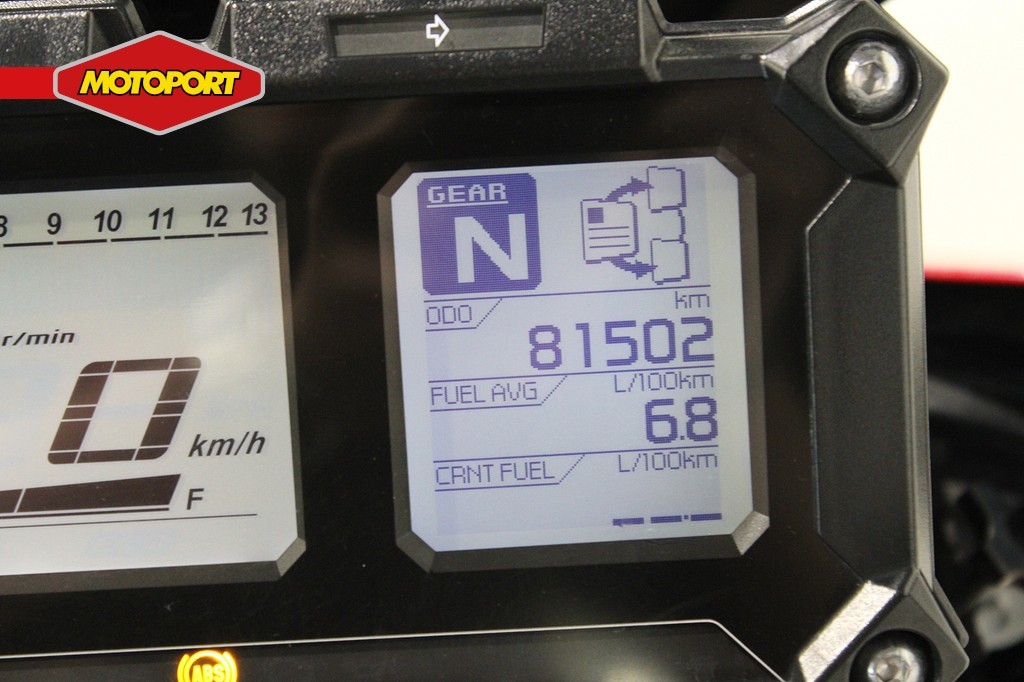 MOTOPORT
8 9 10 11 12 13
r/min
0 km/h
F
GEAR
N
ODO km
81502
FUEL AVG L/100km
6.8
CRNT FUEL L/100km
-- --.--
ABS